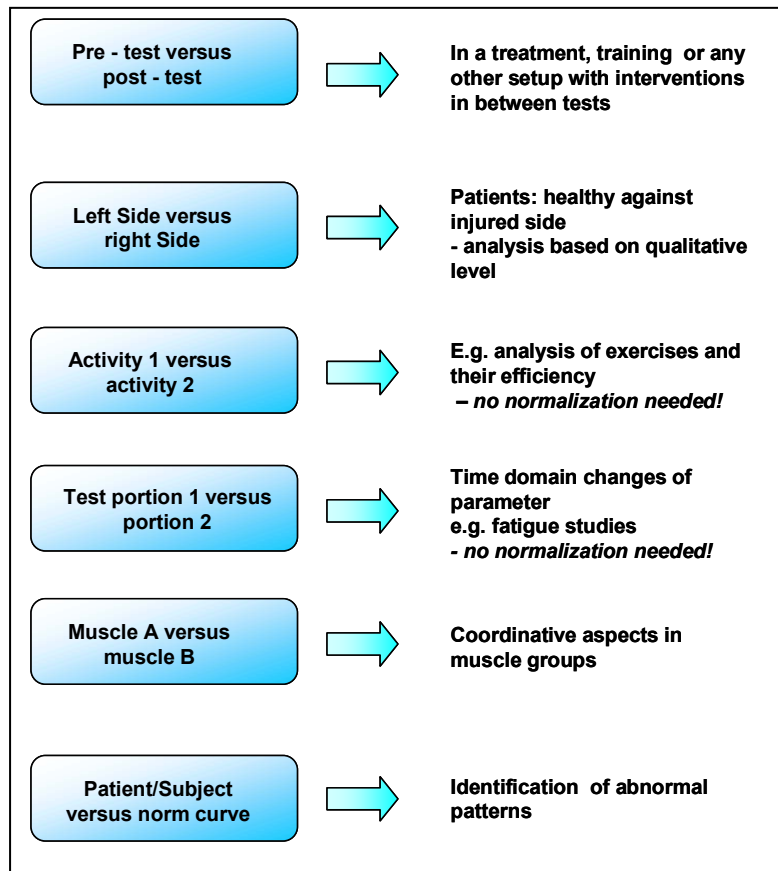 Pre - test versus
post - test
In a treatment, training or any
other setup with interventions
in between tests
Left Side versus
right Side
Patients: healthy against
injured side
- analysis based on qualitative
level
Activity 1 versus
activity 2
E.g. analysis of exercises and
their efficiency
– no normalization needed!
Test portion 1 versus
portion 2
Time domain changes of
parameter
e.g. fatigue studies
- no normalization needed!
Muscle A versus
muscle B
Coordinative aspects in
muscle groups
Patient/Subject
versus norm curve
Identification of abnormal
patterns